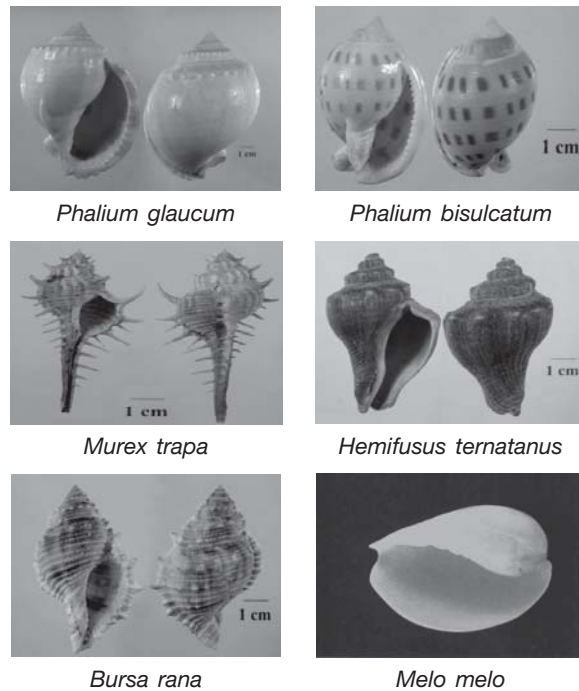 1 cm
1 cm
Phalium glaucum
Phalium bisulcatum
1 cm
1 cm
Murex trapa
Hemifusus ternatanus
1 cm
Bursa rana
Melo melo